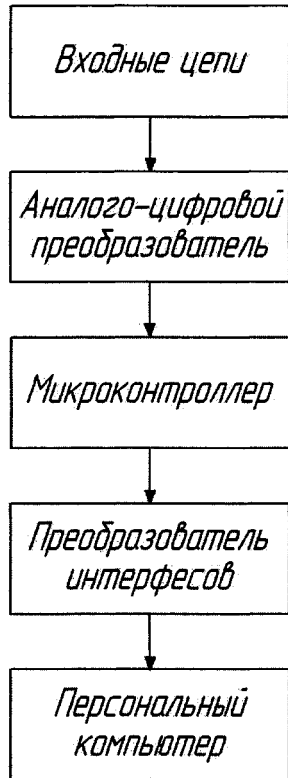 Входные цепи
Аналого-цифровой
преобразователь
Микроконтроллер
Преобразователь
интерфесов
Персональный
компьютер